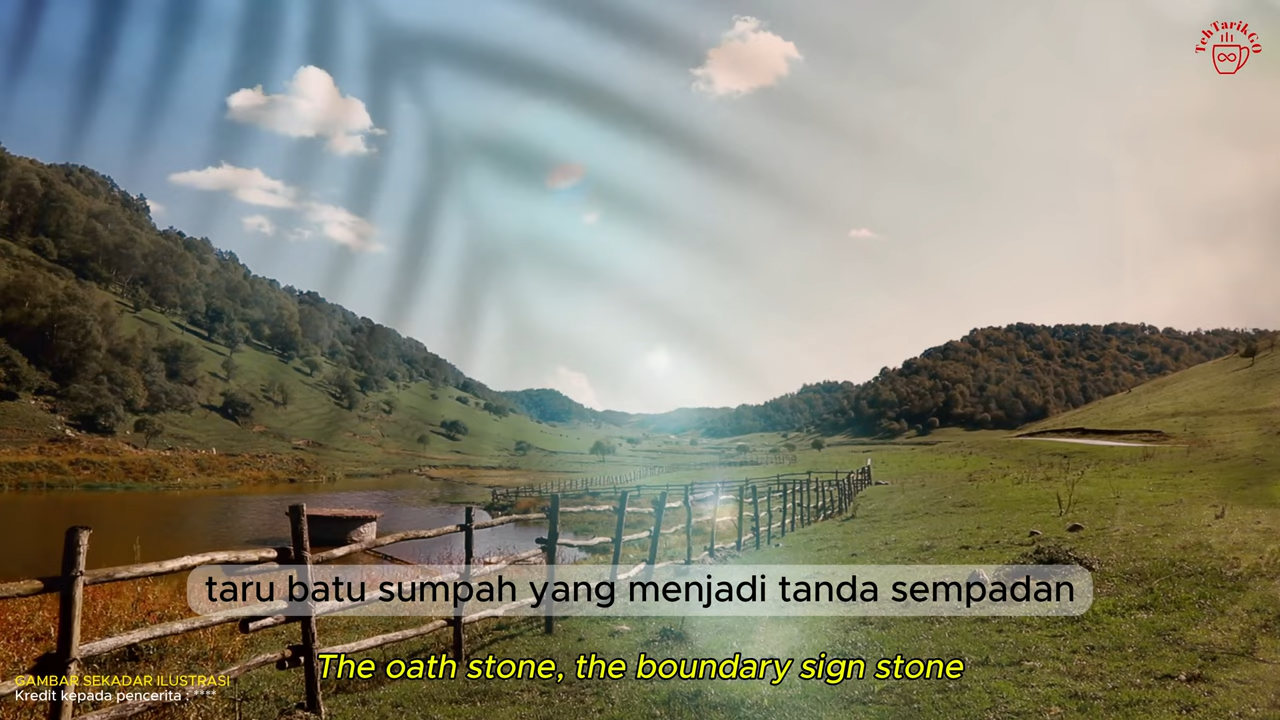 TehTarikGO
taru batu sumpah yang menjadi tanda sempadan
The oath stone, the boundary sign stone
GAMBAR SEKADAR ILUSTRASI
Kredit kepada pencerita : ****